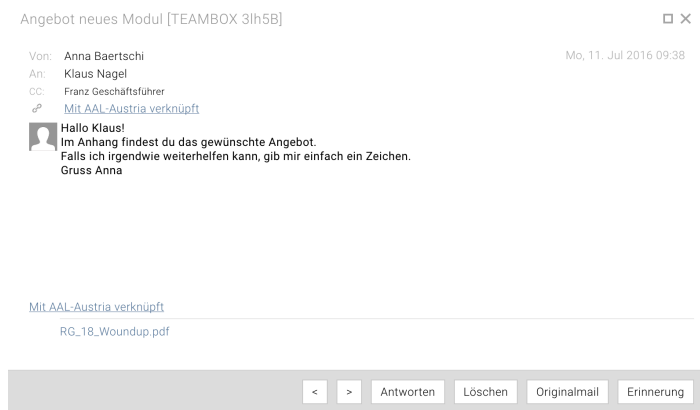 Angebot neues Modul [TEAMBOX 3lh5B]
Von: Anna Baertschi
Mo, 11. Jul 2016 09:38
An: Klaus Nagel
CC: Franz Geschäftsführer
Mit AAL-Austria verknüpft
Hallo Klaus!
Im Anhang findest du das gewünschte Angebot.
Falls ich irgendwie weiterhelfen kann, gib mir einfach ein Zeichen.
Gruss Anna
Mit AAL-Austria verknüpft
RG_18_Woundup.pdf
< > Antworten Löschen Originalmail Erinnerung